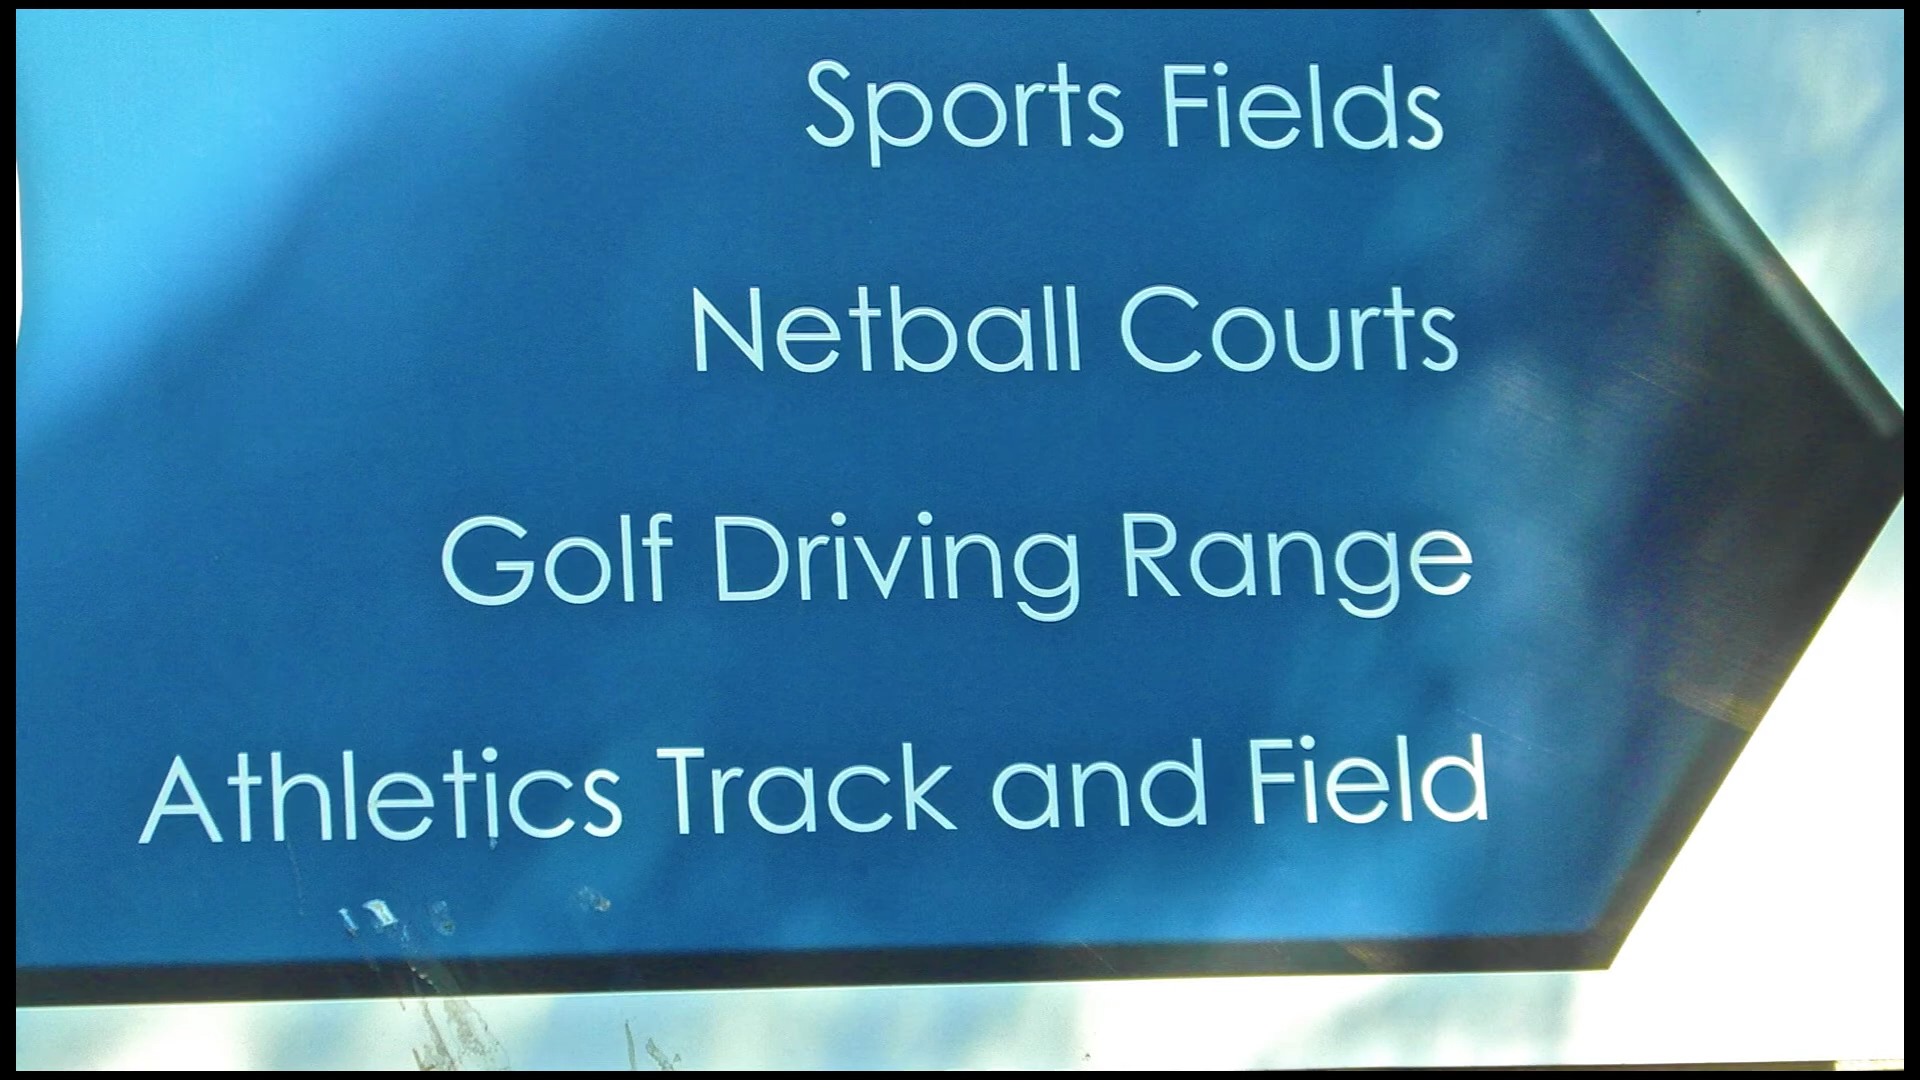 Sports Fields
Netball Courts
Golf Driving Range
Athletics Track and Field